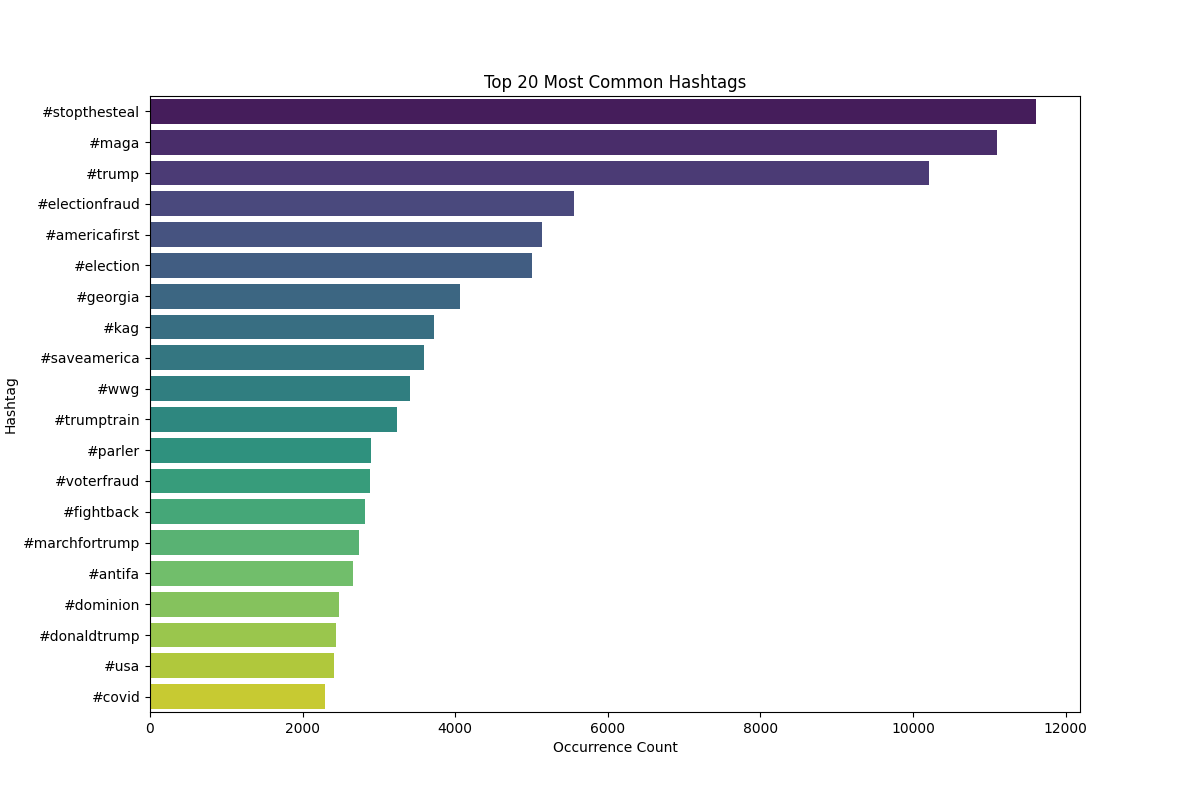 Top 20 Most Common Hashtags
#stopthesteal
#maga
#trump
#electionfraud
#americafirst
#election
#georgia
#kag
#saveamerica
#wwg
#trumptrain
#parler
#voterfraud
#fightback
#marchfortrump
#antifa
#dominion
#donaldtrump
#usa
#covid
Hashtag
0 2000 4000 6000 8000 10000 12000
Occurrence Count